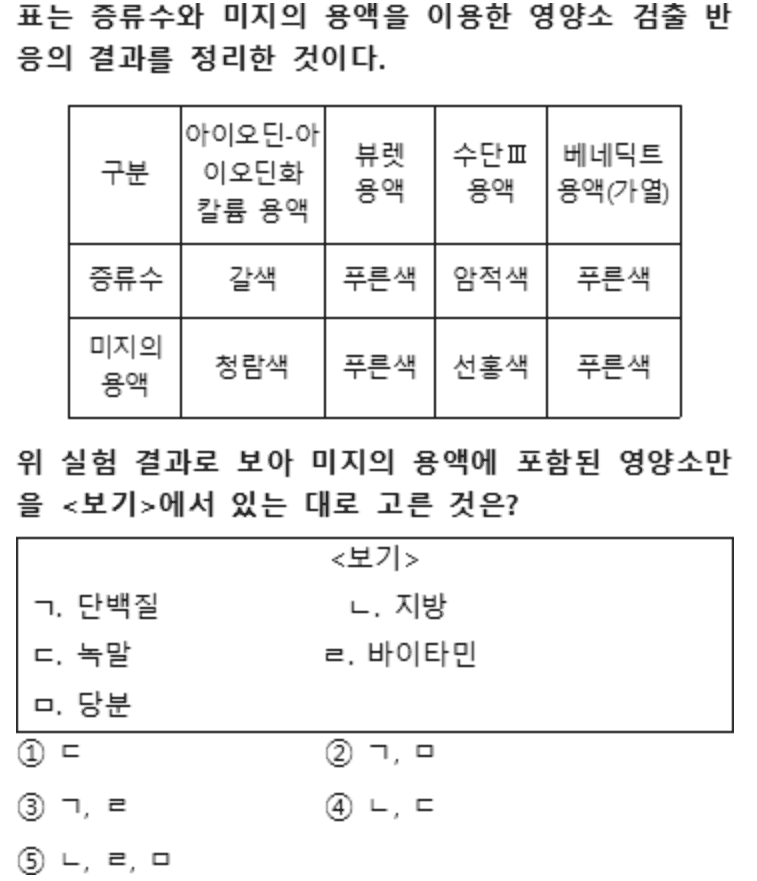 표는 증류수와 미지의 용액을 이용한 영양소 검출 반
응의 결과를 정리한 것이다.
구분
아이오딘-아
이오딘화
칼륨 용액
뷰렛
용액
수단Ⅲ
용액
베네딕트
용액(가열)
증류수 갈색 푸른색 암적색 푸른색
미지의
용액
청람색 푸른색 선홍색 푸른색
위 실험 결과로 보아 미지의 용액에 포함된 영양소만
을 <보기>에서 있는 대로 고른 것은?
<보기>
ㄱ. 단백질 ㄴ. 지방
ㄷ. 녹말 ㄹ. 바이타민
ㅁ. 당분
① ㄷ ② ㄱ, ㅁ
③ ㄱ, ㄹ ④ ㄴ, ㄷ
⑤ ㄴ, ㄹ, ㅁ